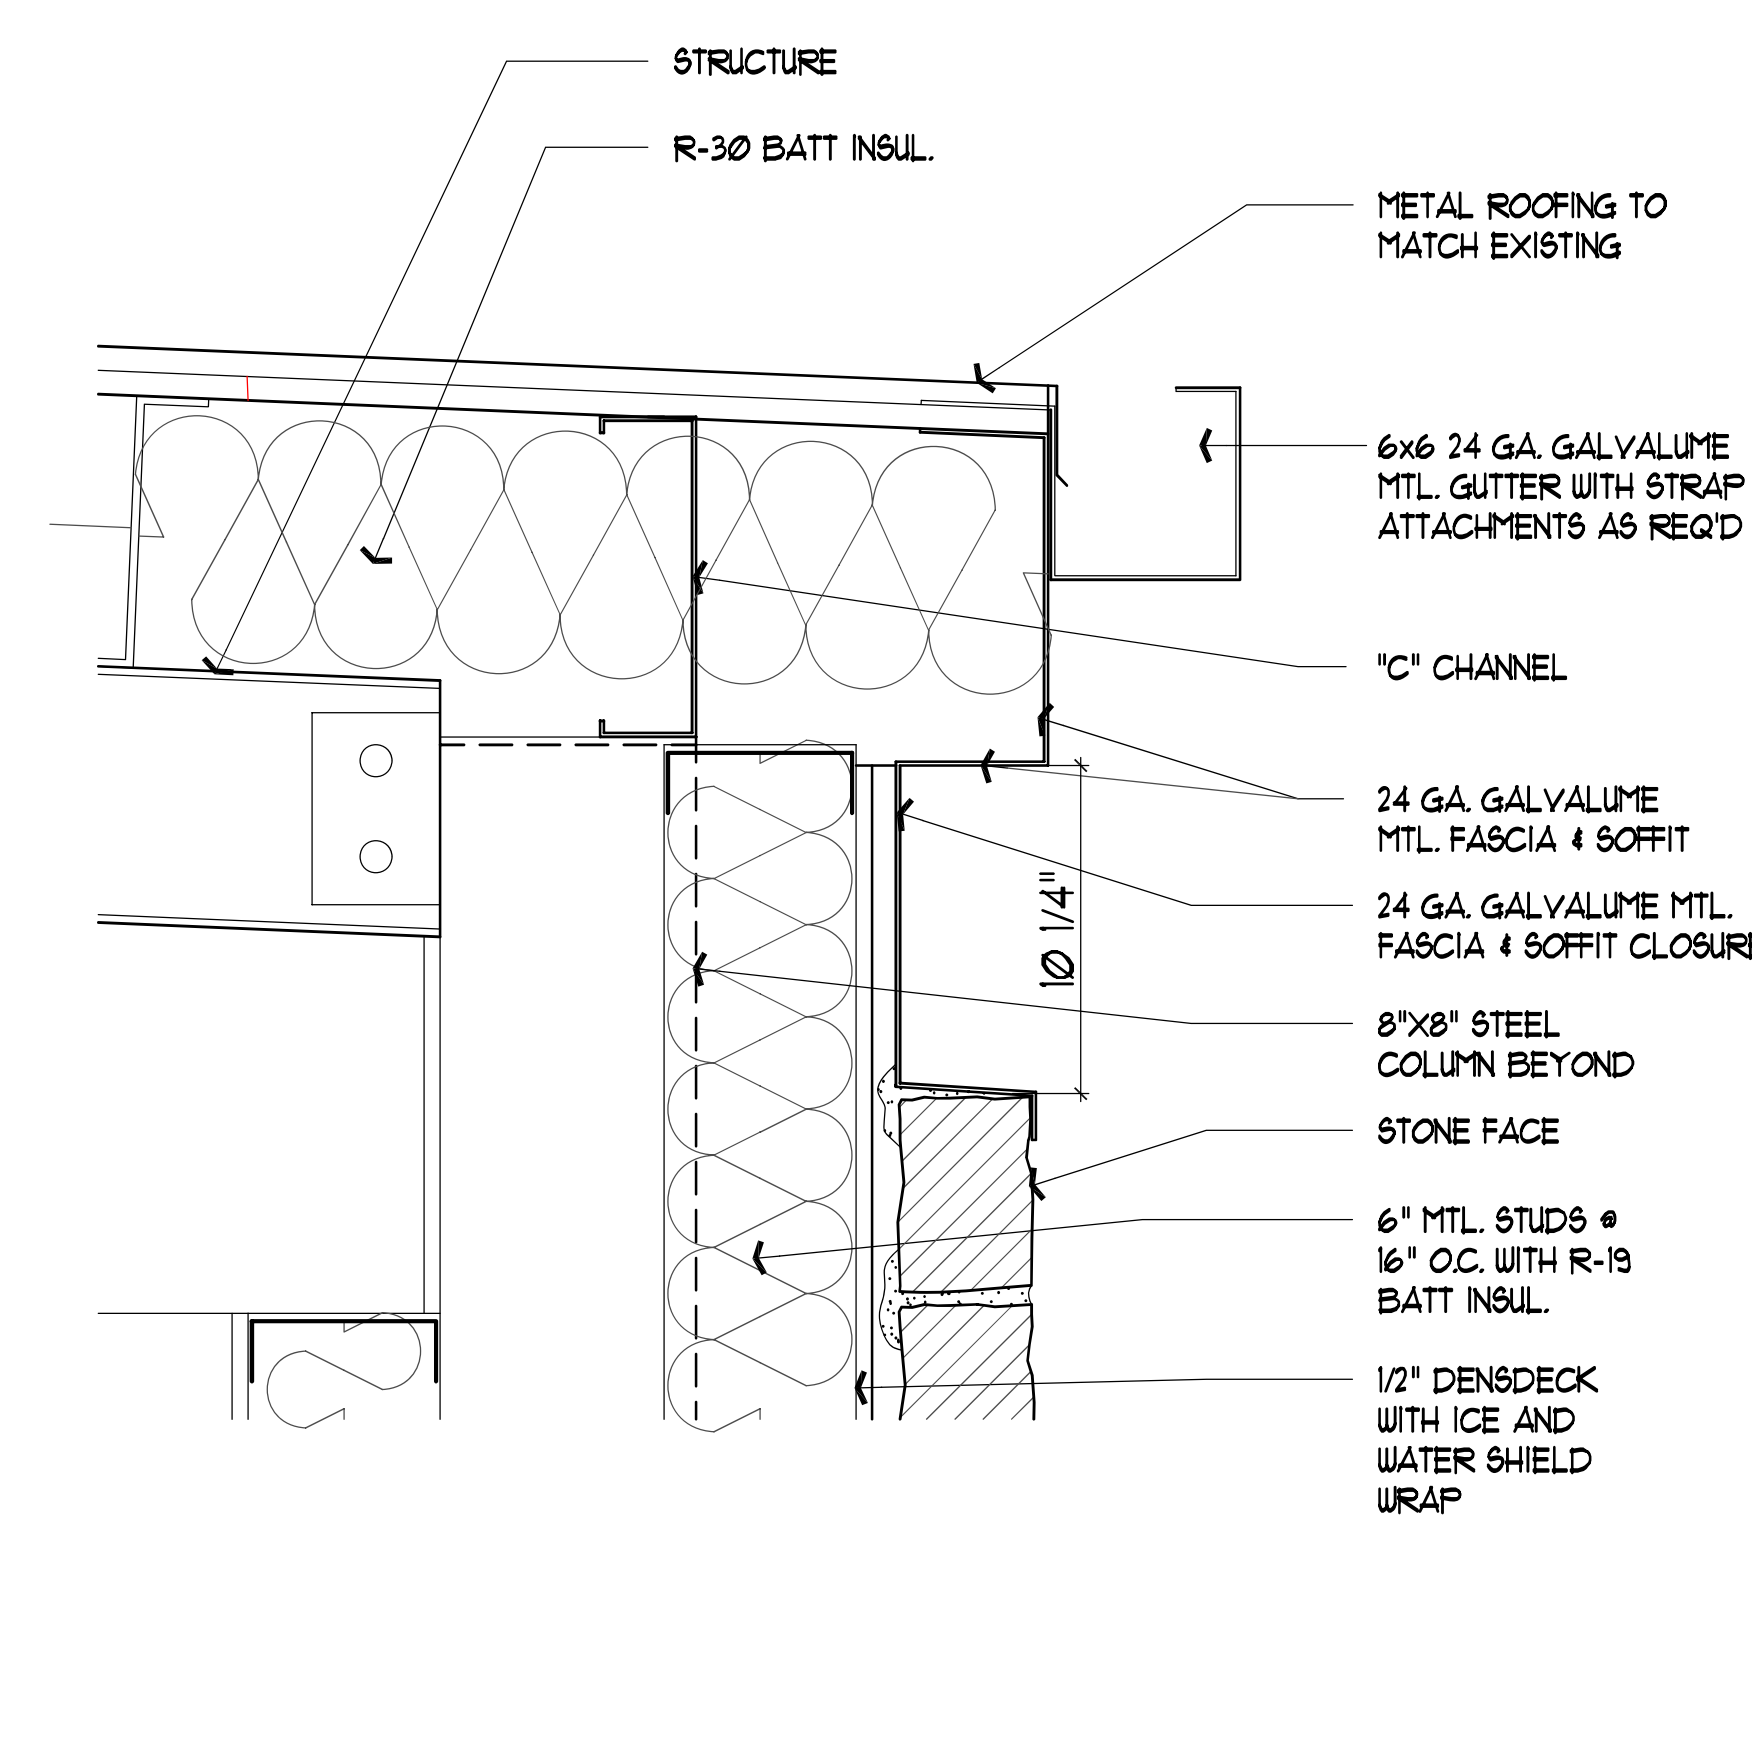 STRUCTURE
R-30 BATT INSUL.
METAL ROOFING TO
MATCH EXISTING
6x6 24 GA. GALVALUME
MTL. GUTTER WITH STRAP
ATTACHMENTS AS REQ'D
"C" CHANNEL
24 GA. GALVALUME
MTL. FASCIA & SOFFIT
24 GA. GALVALUME MTL.
FASCIA & SOFFIT CLOSURE
10 1/4"
8"X8" STEEL
COLUMN BEYOND
STONE FACE
6" MTL. STUDS @
16" O.C. WITH R-19
BATT INSUL.
1/2" DENSDECK
WITH ICE AND
WATER SHIELD
WRAP